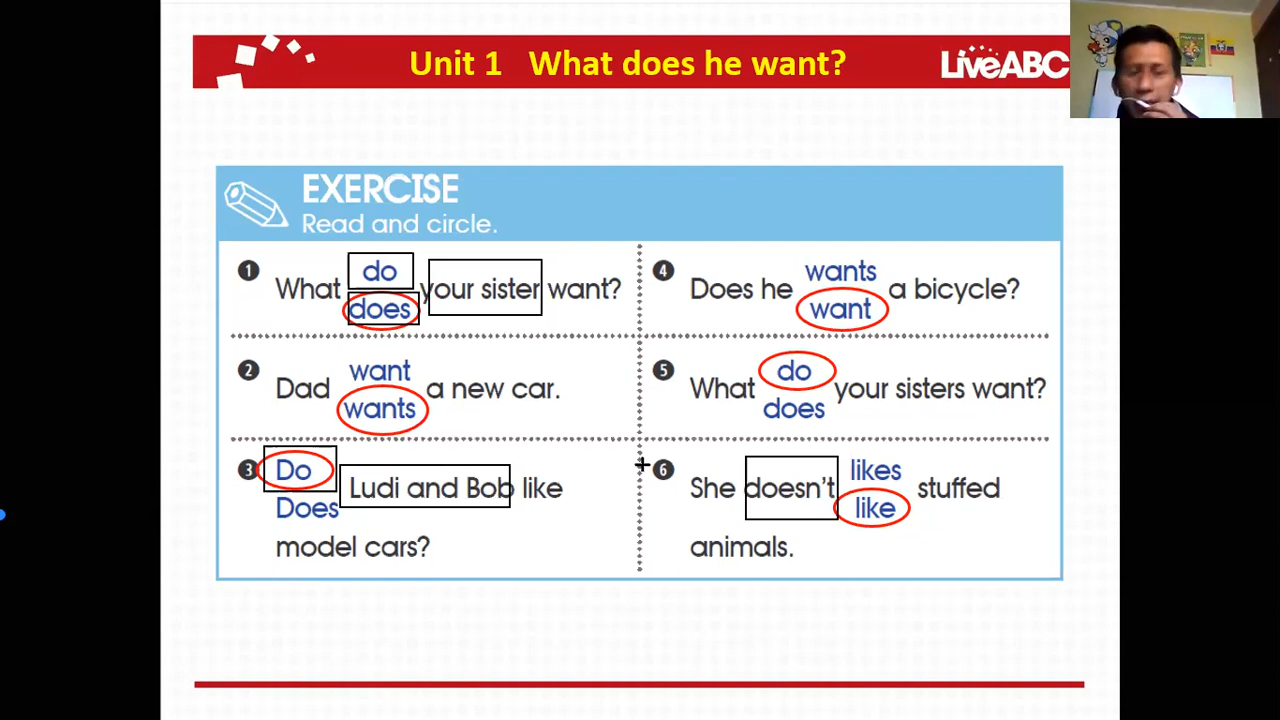 Unit 1 What does he want?
LiveABC
EXERCISE
Read and circle.
1 What do your sister want?
does
2 Dad want a new car.
wants
3 Do Ludi and Bob like
Does
model cars?
4 Does he wants a bicycle?
want
5 What do your sisters want?
does
6 She doesn't likes stuffed
like
animals.